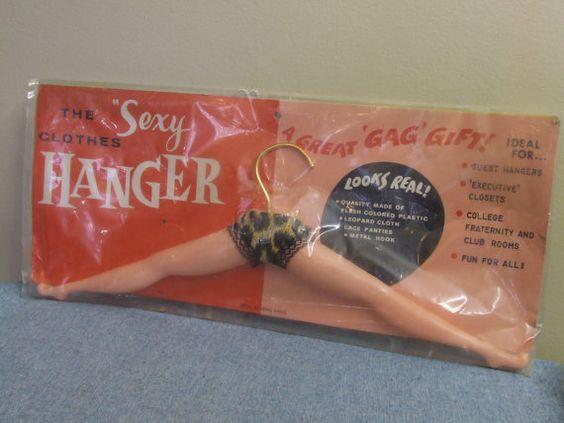 THE "Sexy
CLOTHES
HANGER
A GREAT 'GAG' GIFT!
LOOKS REAL!
• QUALITY MADE OF
FLESH COLORED PLASTIC
• LEOPARD CLOTH
LACE PANTIES
• METAL HOOK
IDEAL
FOR...
• GUEST HANGERS
• 'EXECUTIVE'
CLOSETS
• COLLEGE
FRATERNITY AND
CLUB ROOMS
• FUN FOR ALL!